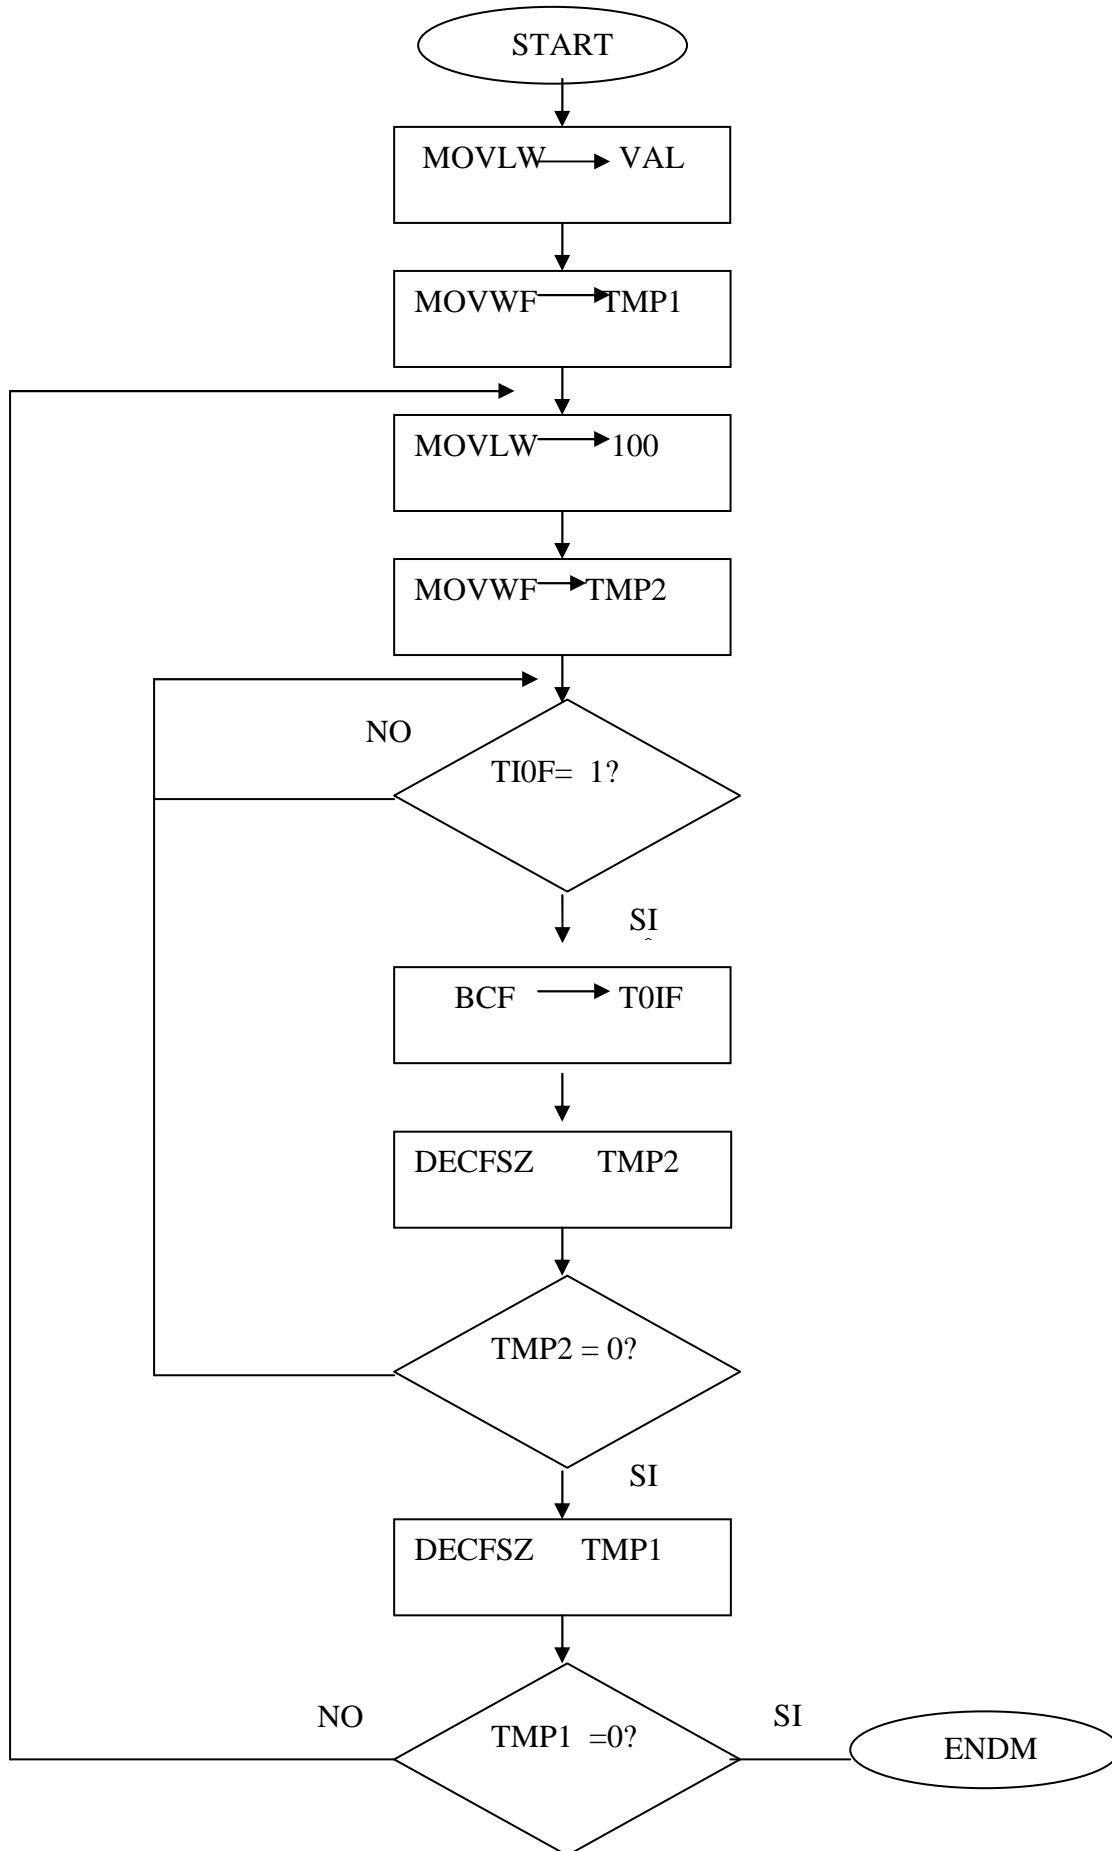 START
MOVLW VAL
MOVWF TMP1
MOVLW 100
MOVWF TMP2
NO
TI0F= 1?
SI
BCF T0IF
DECFSZ TMP2
TMP2 = 0?
SI
DECFSZ TMP1
NO
TMP1 =0?
SI
ENDM